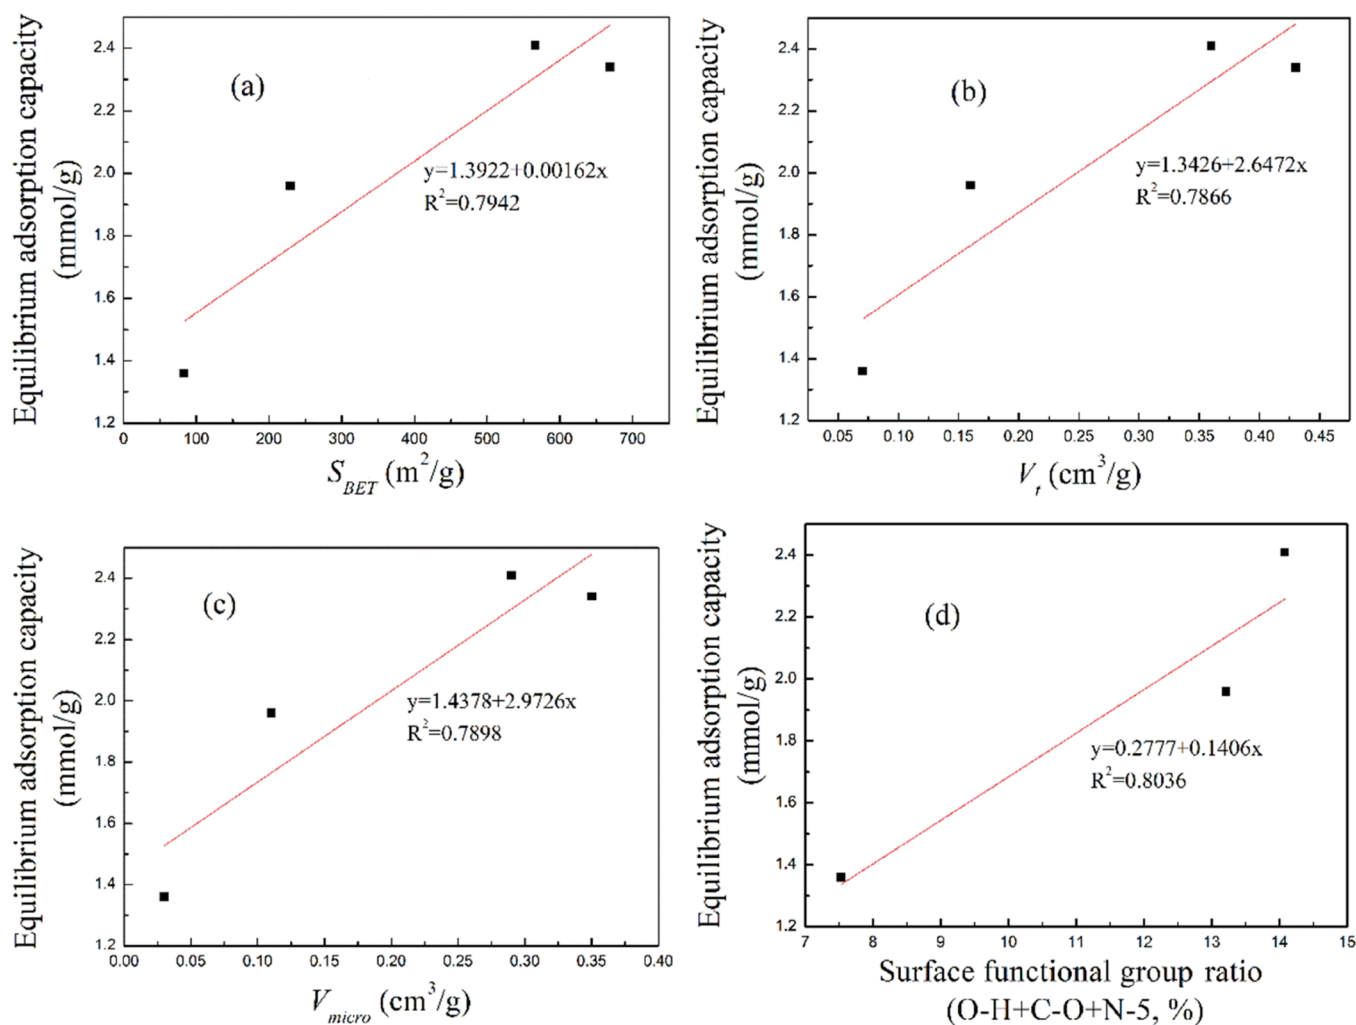 Equilibrium adsorption capacity
(mmol/g)
2.4
2.2
2.0
1.8
1.6
1.4
1.2
(a)
y=1.3922+0.00162x
R²=0.7942
0 100 200 300 400 500 600 700
S_BET (m²/g)
Equilibrium adsorption capacity
(mmol/g)
2.4
2.2
2.0
1.8
1.6
1.4
1.2
(b)
y=1.3426+2.6472x
R²=0.7866
0.05 0.10 0.15 0.20 0.25 0.30 0.35 0.40 0.45
V_t (cm³/g)
Equilibrium adsorption capacity
(mmol/g)
2.4
2.2
2.0
1.8
1.6
1.4
1.2
(c)
y=1.4378+2.9726x
R²=0.7898
0.00 0.05 0.10 0.15 0.20 0.25 0.30 0.35 0.40
V_micro (cm³/g)
Equilibrium adsorption capacity
(mmol/g)
2.4
2.2
2.0
1.8
1.6
1.4
1.2
(d)
y=0.2777+0.1406x
R²=0.8036
7 8 9 10 11 12 13 14 15
Surface functional group ratio
(O-H+C-O+N-5, %)